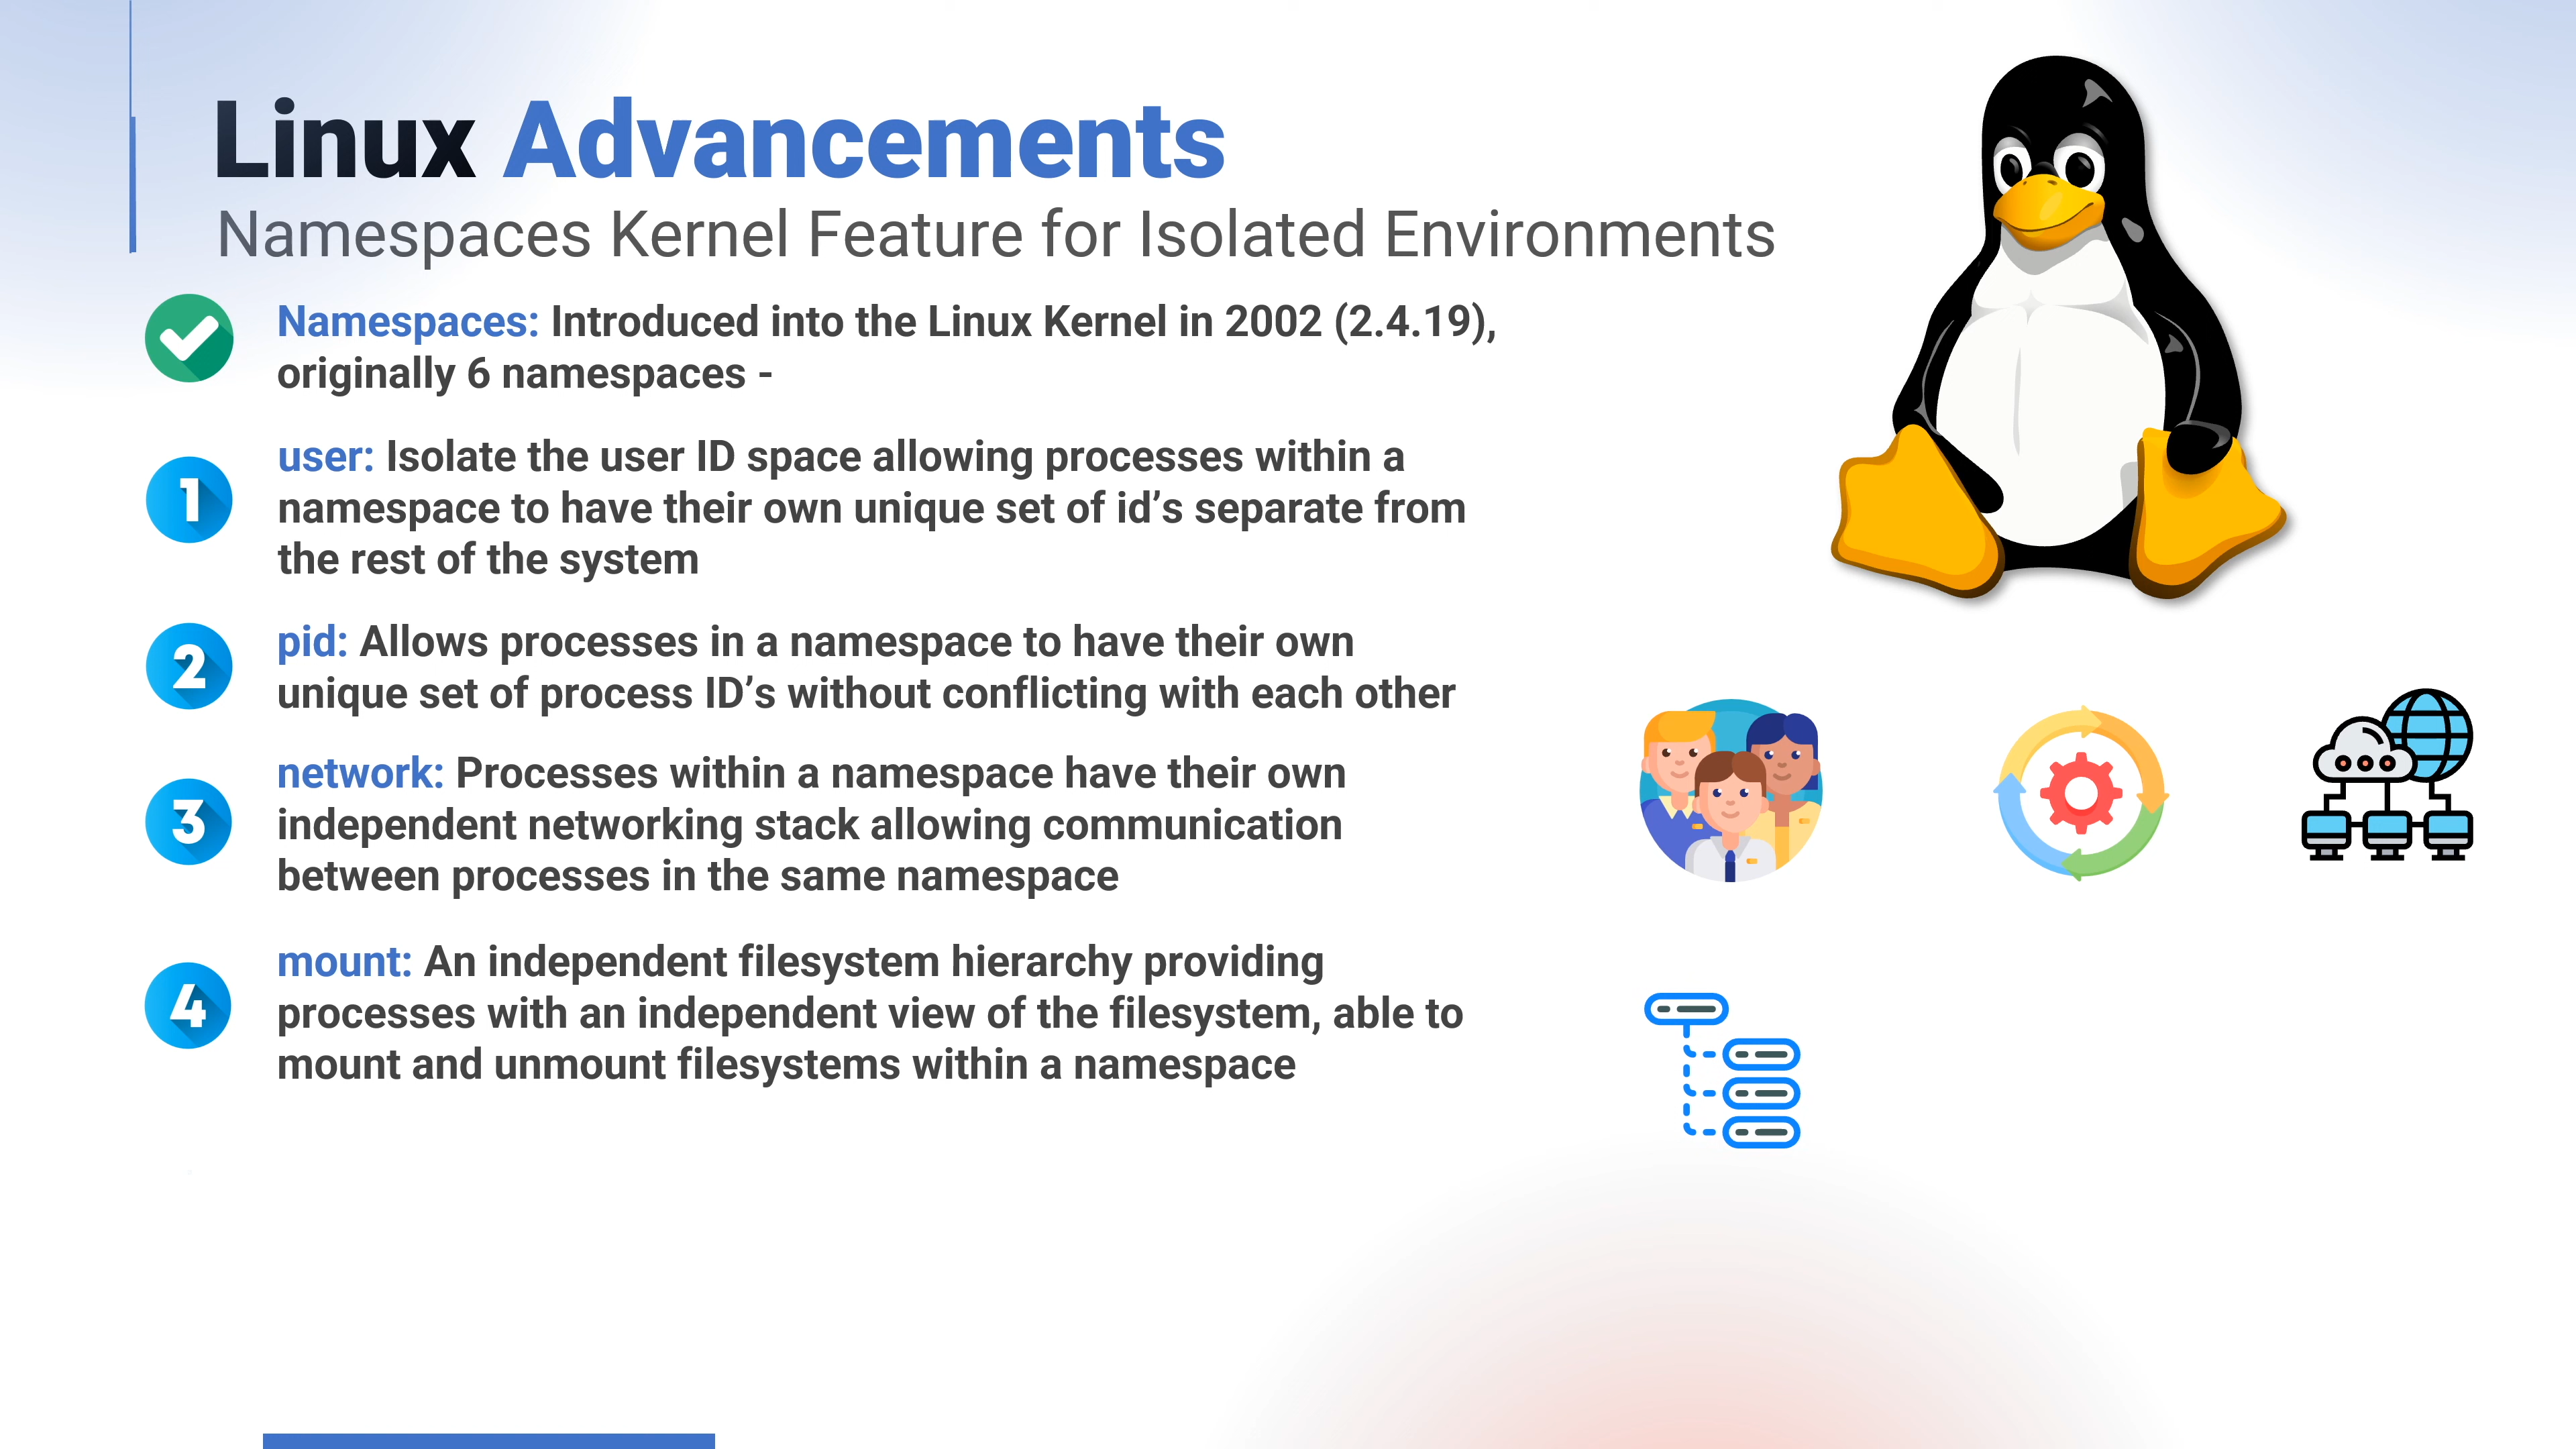 Linux Advancements
Namespaces Kernel Feature for Isolated Environments
Namespaces: Introduced into the Linux Kernel in 2002 (2.4.19),
originally 6 namespaces -
1
user: Isolate the user ID space allowing processes within a
namespace to have their own unique set of id’s separate from
the rest of the system
2
pid: Allows processes in a namespace to have their own
unique set of process ID’s without conflicting with each other
3
network: Processes within a namespace have their own
independent networking stack allowing communication
between processes in the same namespace
4
mount: An independent filesystem hierarchy providing
processes with an independent view of the filesystem, able to
mount and unmount filesystems within a namespace